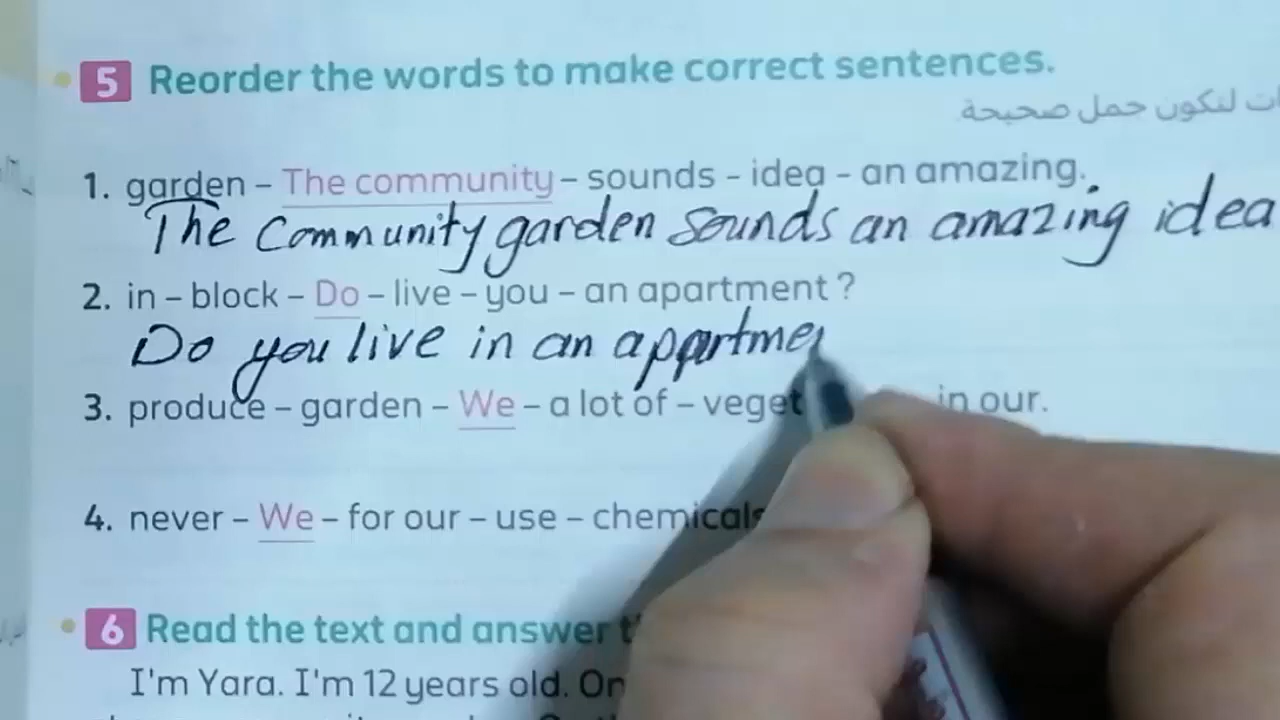 5 Reorder the words to make correct sentences.
لنكون جمل صحيحة.
1. garden – The community – sounds - idea - an amazing.
The Community garden sounds an amazing idea
2. in – block – Do – live – you – an apartment ?
Do you live in an apartme
3. produce – garden – We – a lot of – veget in our.
4. never – We – for our – use – chemicals
6 Read the text and answer
I'm Yara. I'm 12 years old. On